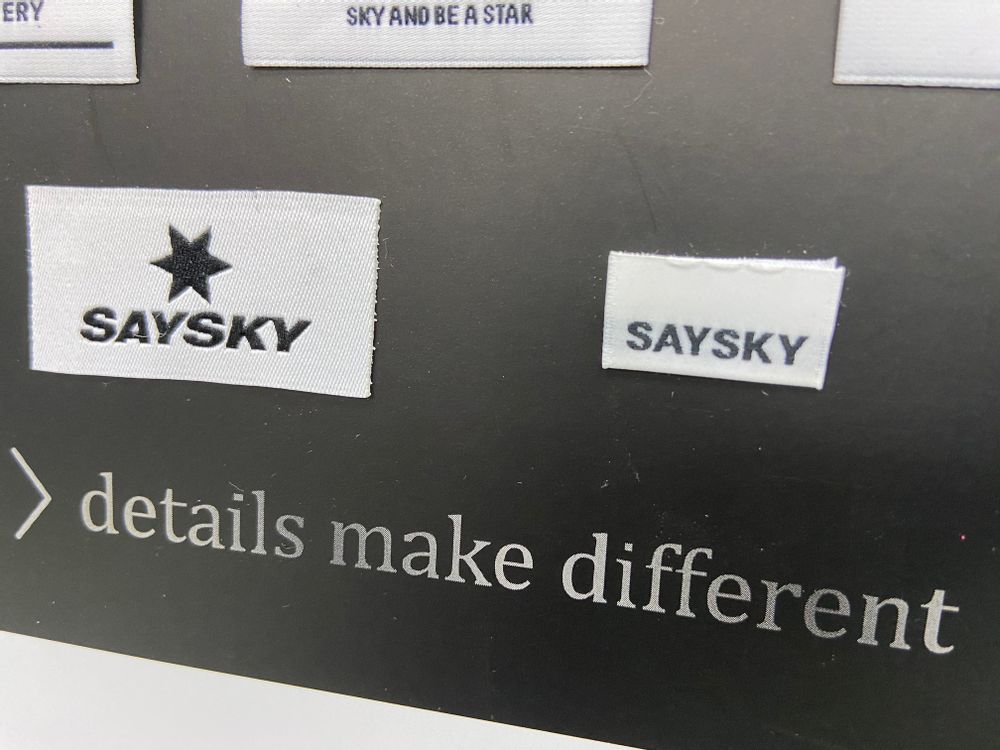 ERY
SKY AND BE A STAR
SAYSKY
SAYSKY
details make different